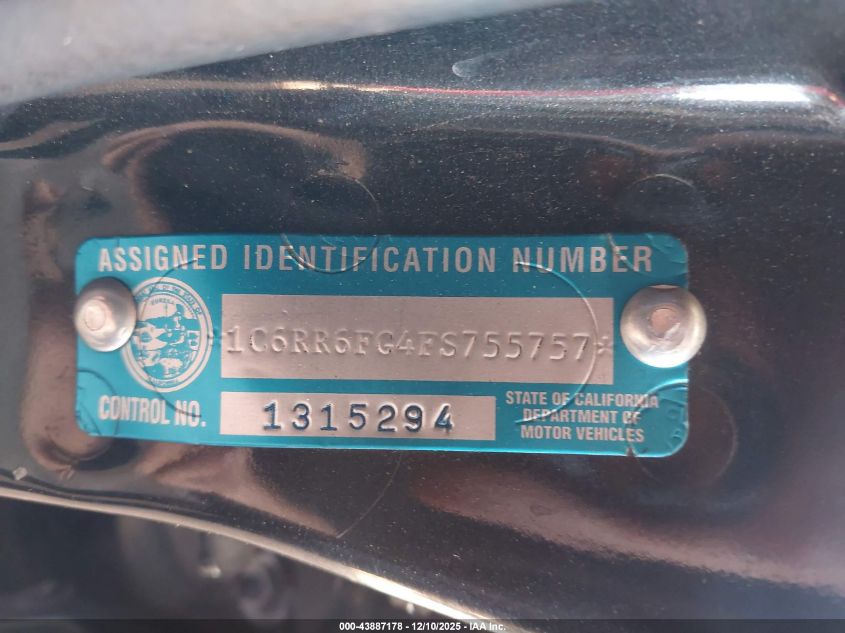 ASSIGNED IDENTIFICATION NUMBER
*1C6RR6FG4FS755757*
CONTROL NO. 1315294
STATE OF CALIFORNIA
DEPARTMENT OF
MOTOR VEHICLES
000-43887178 — 12/10/2025 — IAA Inc.